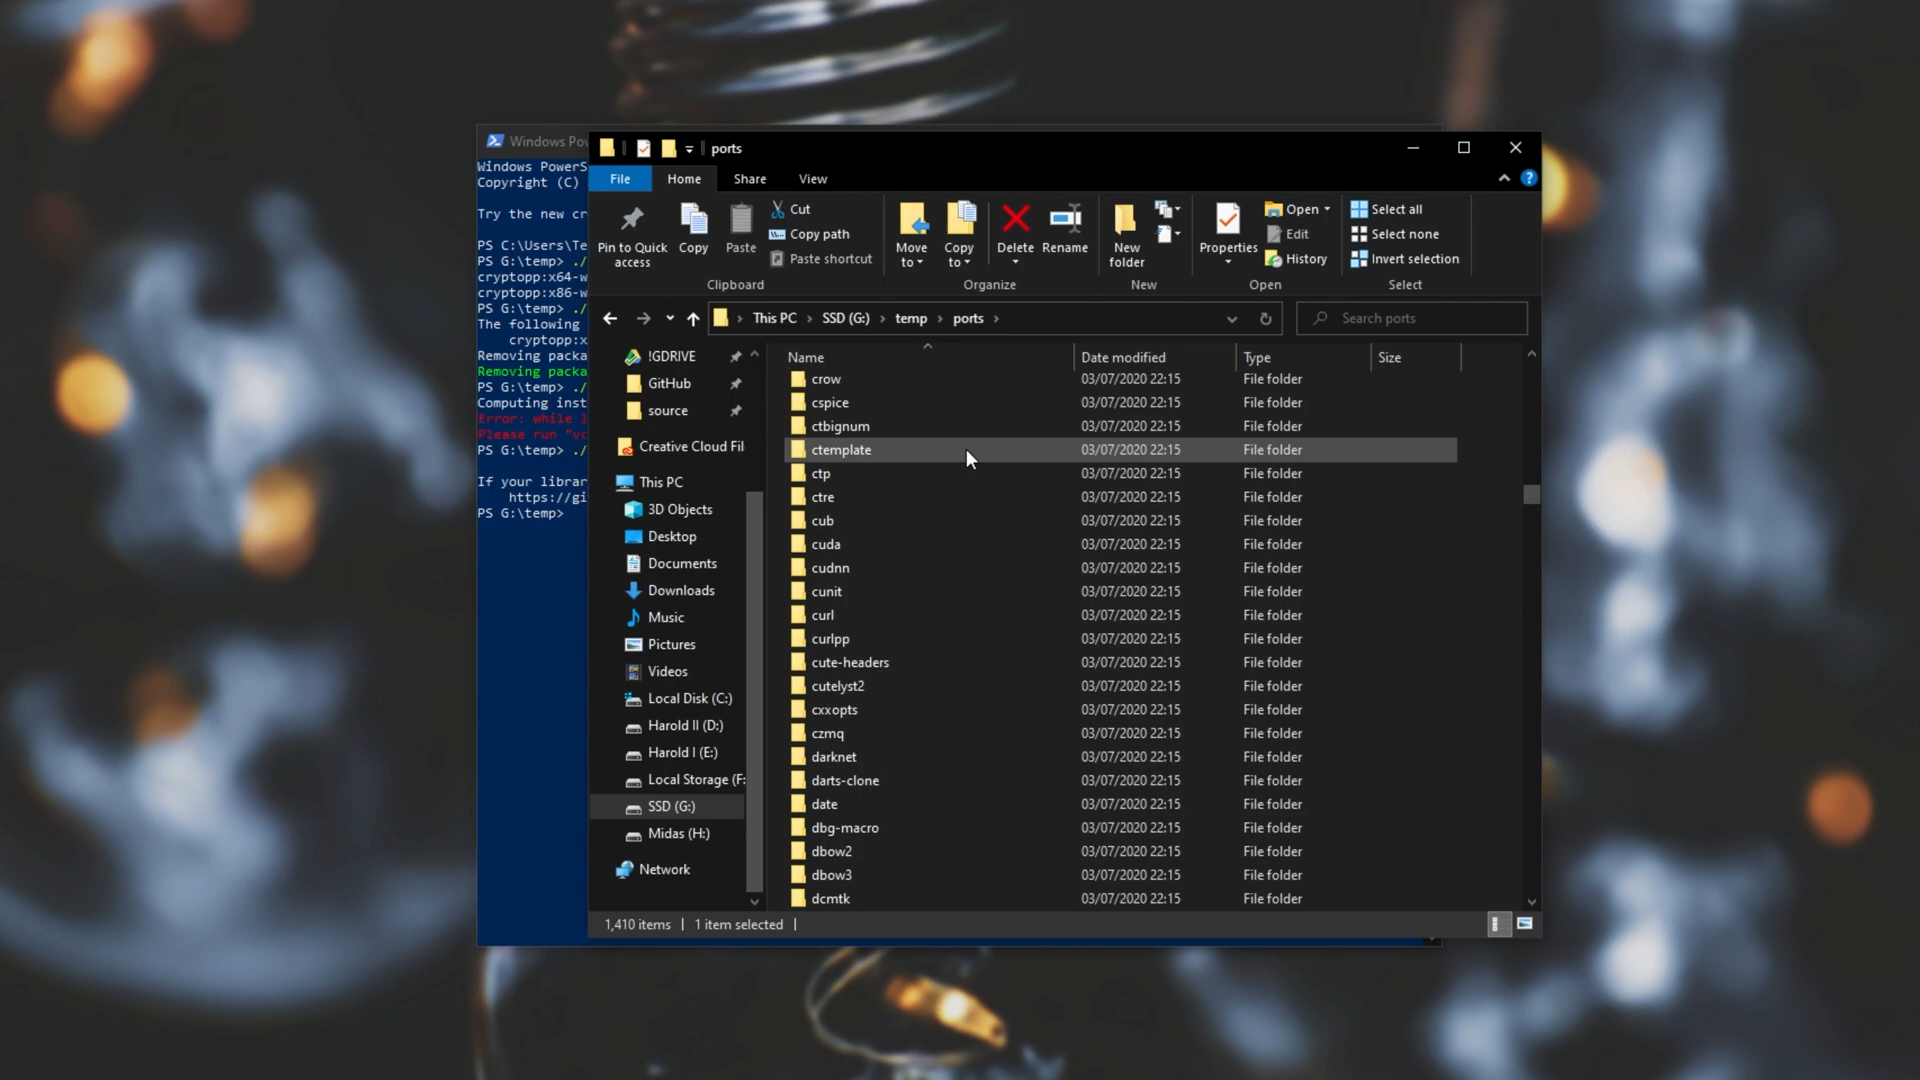 Windows Pow
Windows PowerS
Copyright (C)
Try the new cr
PS C:\Users\Te
PS G:\temp> ./
cryptopp:x64-w
cryptopp:x86-w
PS G:\temp> ./
The following
cryptopp:x
Removing packa
Removing packa
PS G:\temp> ./
Computing inst
Error: while l
Please run "vc
PS G:\temp> ./
If your librar
https://gi
PS G:\temp>
ports
File Home Share View
Pin to Quick access
Copy
Paste
Cut
Copy path
Paste shortcut
Clipboard
Move to
Copy to
Delete
Rename
Organize
New folder
New
Properties
Open
Edit
History
Open
Select all
Select none
Invert selection
Select
This PC SSD (G:) temp ports
Search ports
!GDRIVE
GitHub
source
Creative Cloud Fil
This PC
3D Objects
Desktop
Documents
Downloads
Music
Pictures
Videos
Local Disk (C:)
Harold II (D:)
Harold I (E:)
Local Storage (F:
SSD (G:)
Midas (H:)
Network
Name Date modified Type Size
crow 03/07/2020 22:15 File folder
cspice 03/07/2020 22:15 File folder
ctbignum 03/07/2020 22:15 File folder
ctemplate 03/07/2020 22:15 File folder
ctp 03/07/2020 22:15 File folder
ctre 03/07/2020 22:15 File folder
cub 03/07/2020 22:15 File folder
cuda 03/07/2020 22:15 File folder
cudnn 03/07/2020 22:15 File folder
cunit 03/07/2020 22:15 File folder
curl 03/07/2020 22:15 File folder
curlpp 03/07/2020 22:15 File folder
cute-headers 03/07/2020 22:15 File folder
cutelyst2 03/07/2020 22:15 File folder
cxxopts 03/07/2020 22:15 File folder
czmq 03/07/2020 22:15 File folder
darknet 03/07/2020 22:15 File folder
darts-clone 03/07/2020 22:15 File folder
date 03/07/2020 22:15 File folder
dbg-macro 03/07/2020 22:15 File folder
dbow2 03/07/2020 22:15 File folder
dbow3 03/07/2020 22:15 File folder
dcmtk 03/07/2020 22:15 File folder
1,410 items 1 item selected